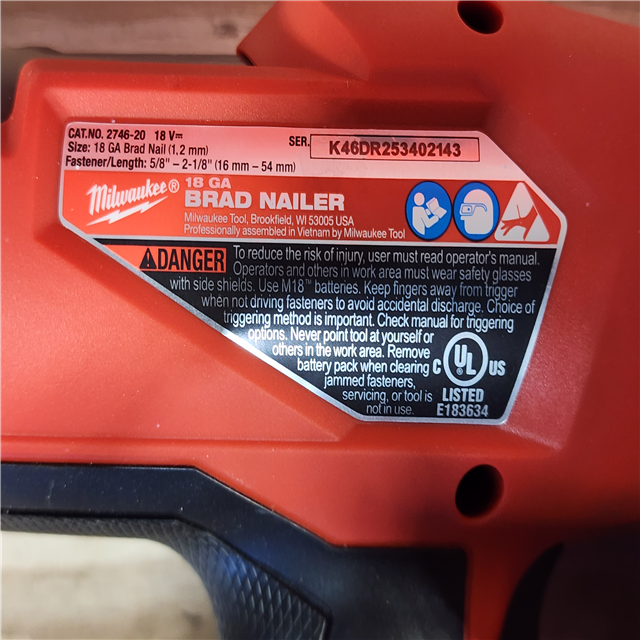 CAT.NO. 2746-20 18 V⎓
SER. K46DR253402143
Size: 18 GA Brad Nail (1,2 mm)
Fastener/Length: 5/8" – 2-1/8" (16 mm – 54 mm)
Milwaukee®
18 GA
BRAD NAILER
Milwaukee Tool, Brookfield, WI 53005 USA
Professionally assembled in Vietnam by Milwaukee Tool
DANGER To reduce the risk of injury, user must read operator's manual.
Operators and others in work area must wear safety glasses
with side shields. Use M18™ batteries. Keep fingers away from trigger
when not driving fasteners to avoid accidental discharge. Choice of
triggering method is important. Check manual for triggering
options. Never point tool at yourself or
others in the work area. Remove
battery pack when clearing
jammed fasteners,
servicing, or tool is
not in use.
C UL US
LISTED
E183634